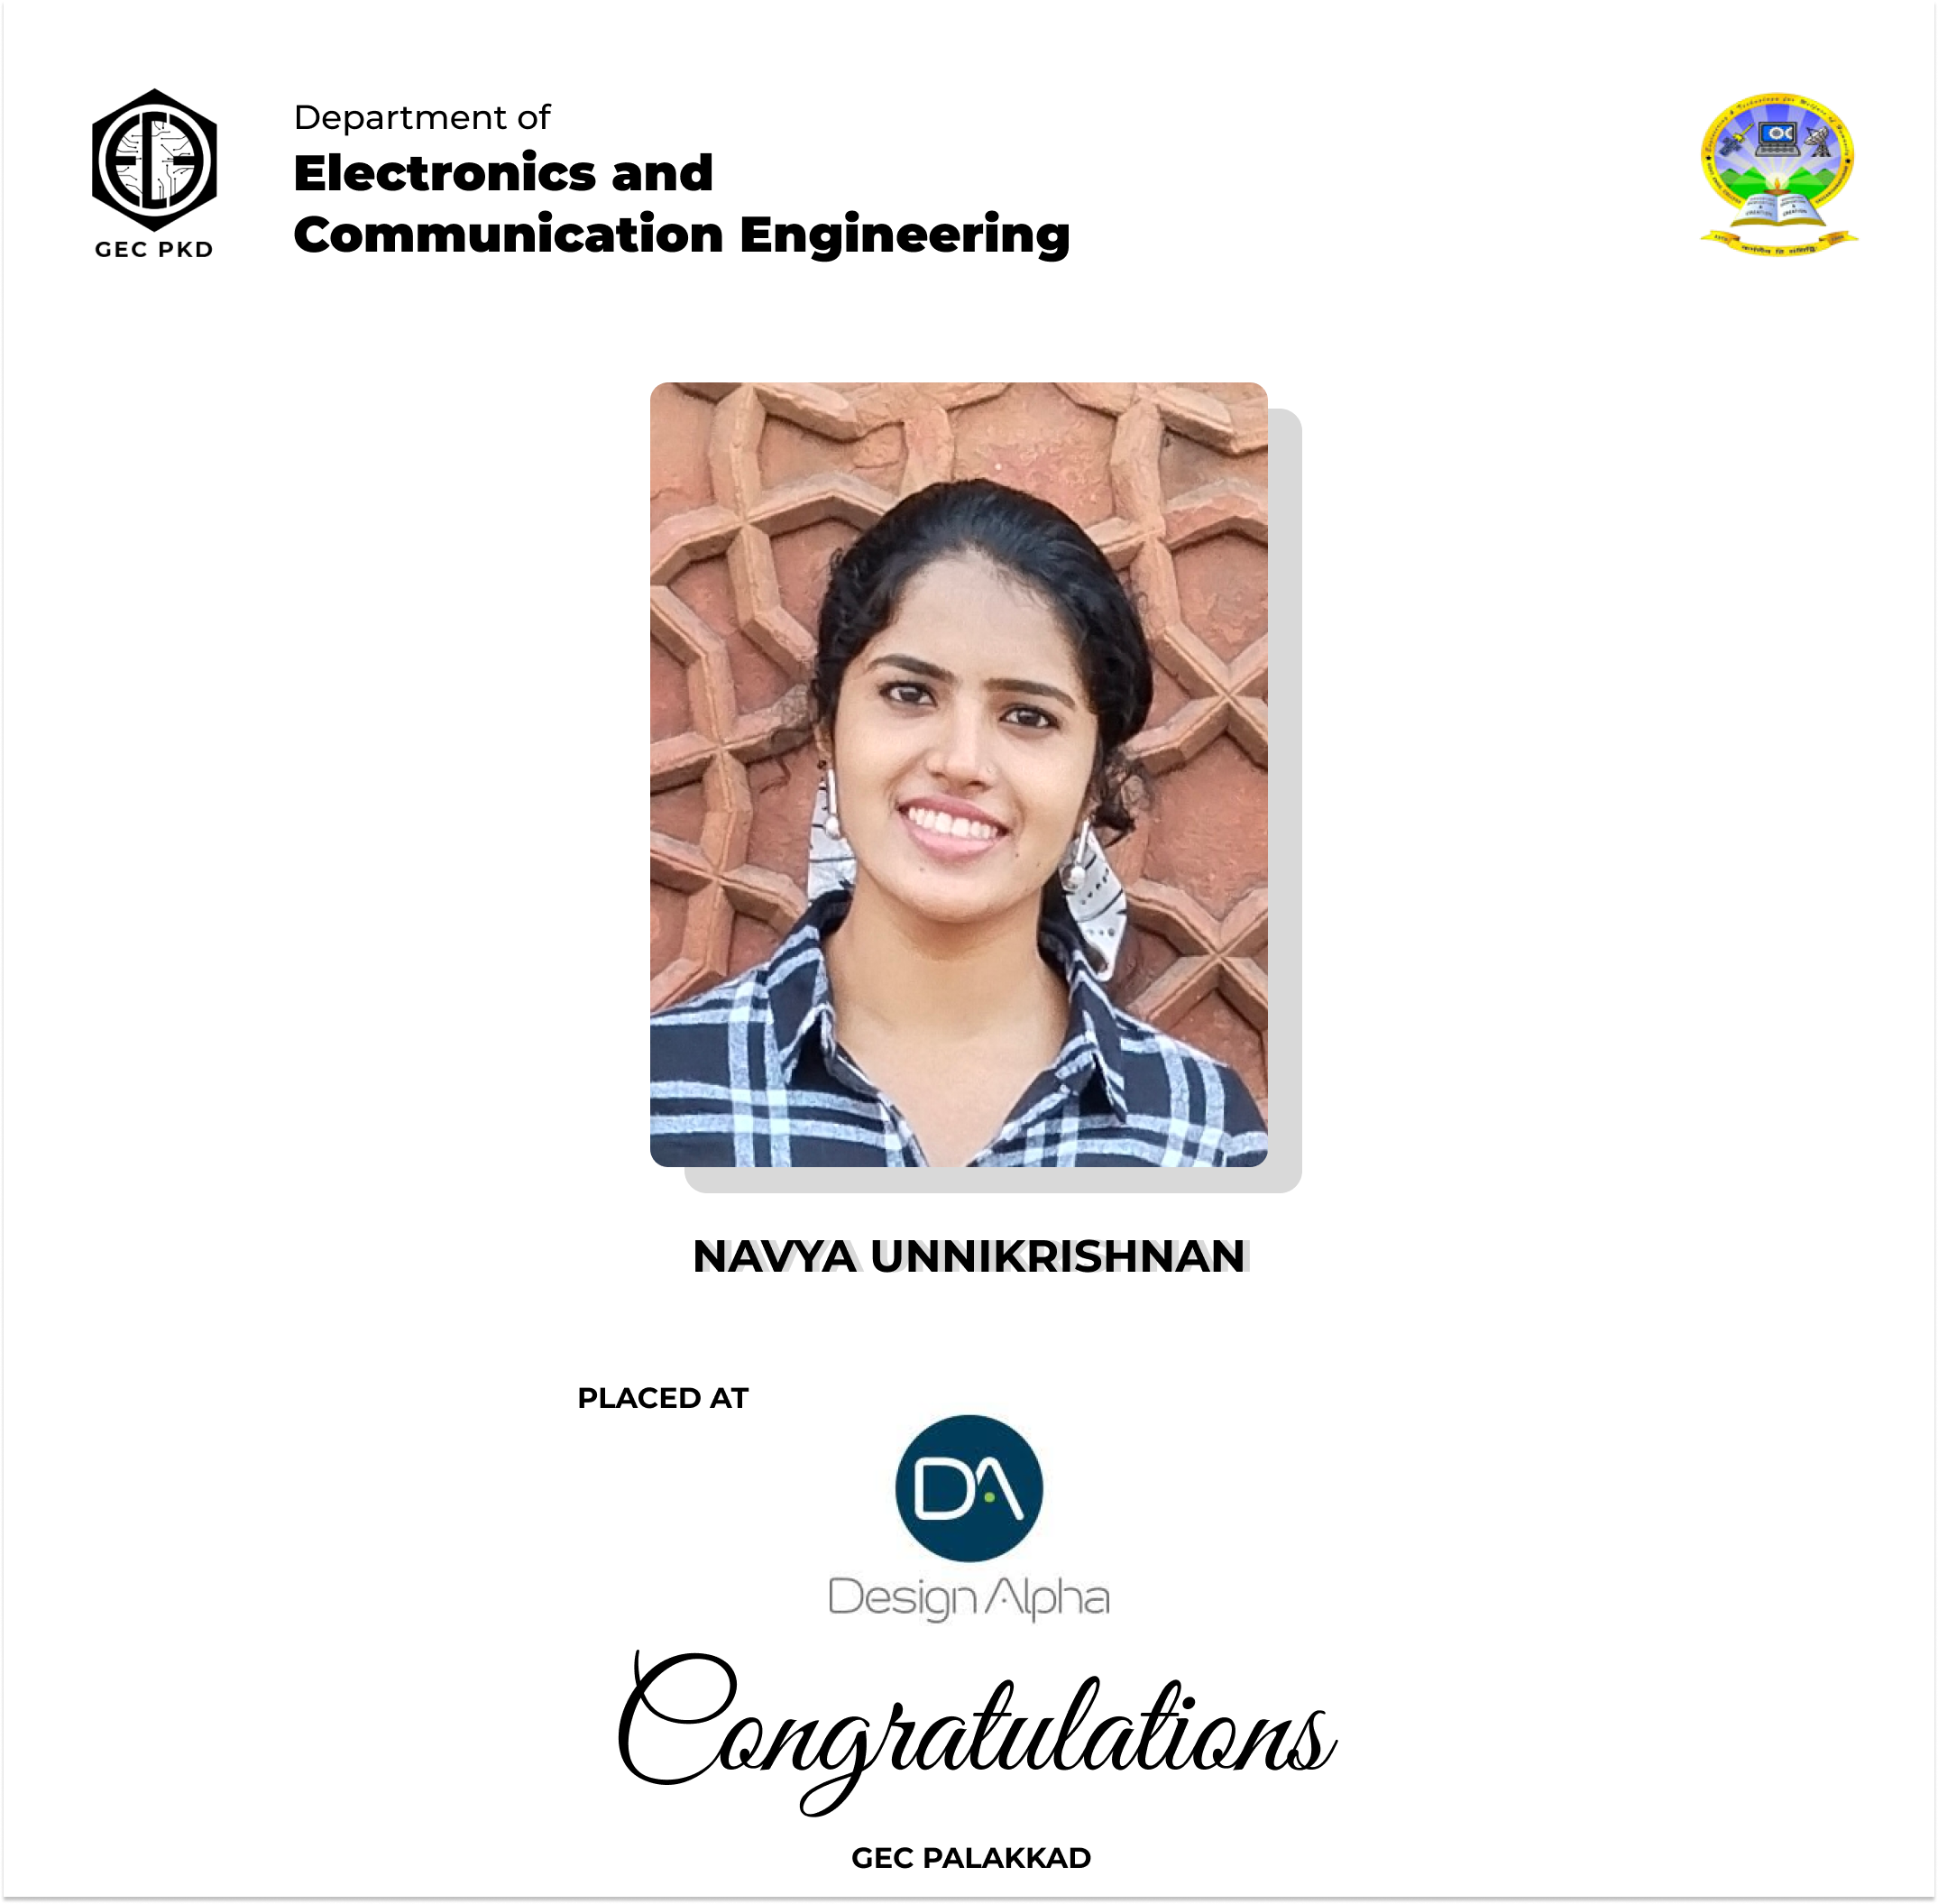 Department of
Electronics and
Communication Engineering
GEC PKD
NAVYA UNNIKRISHNAN
PLACED AT
DA
Design Alpha
Congratulations
GEC PALAKKAD